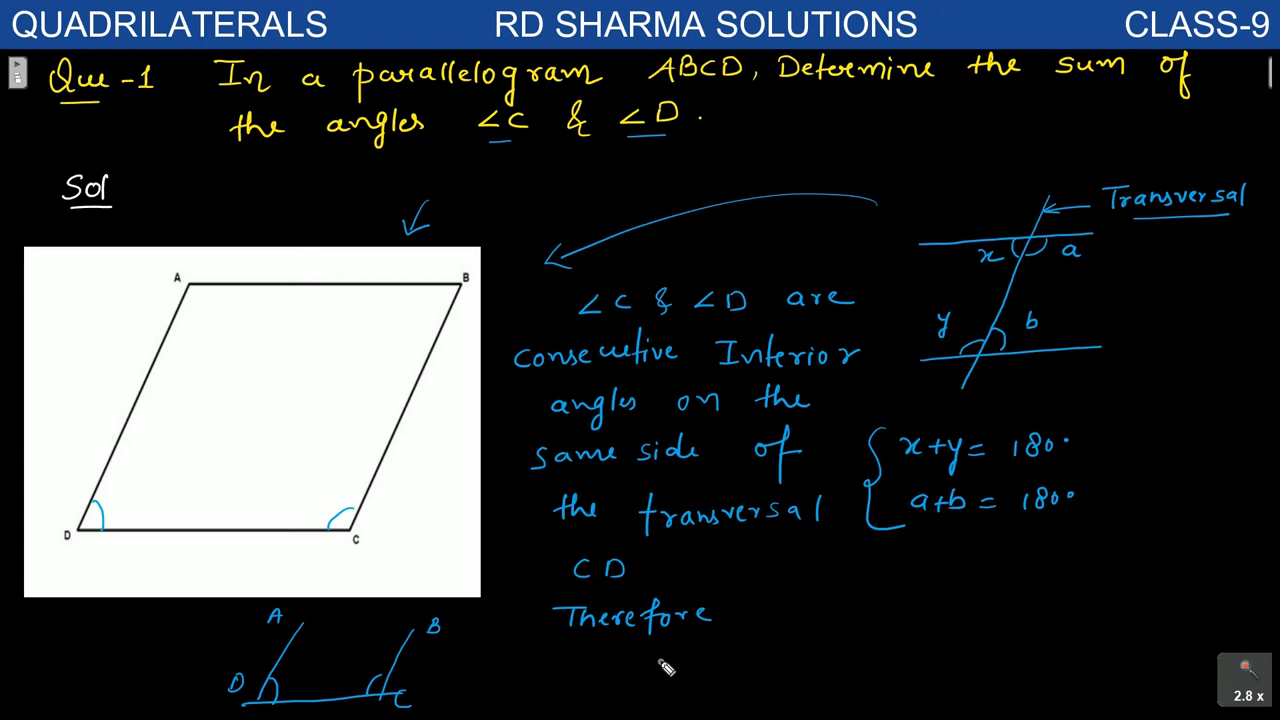 QUADRILATERALS RD SHARMA SOLUTIONS CLASS-9
Que-1 In a parallelogram ABCD, Determine the sum of
the angles ∠C & ∠D.
Sol
A B
D C
A B
D C
∠C & ∠D are
consecutive Interior
angles on the
same side of
the transversal
CD
Therefore
Transversal
x a
y b
x+y = 180°
a+b = 180°
2.8 x